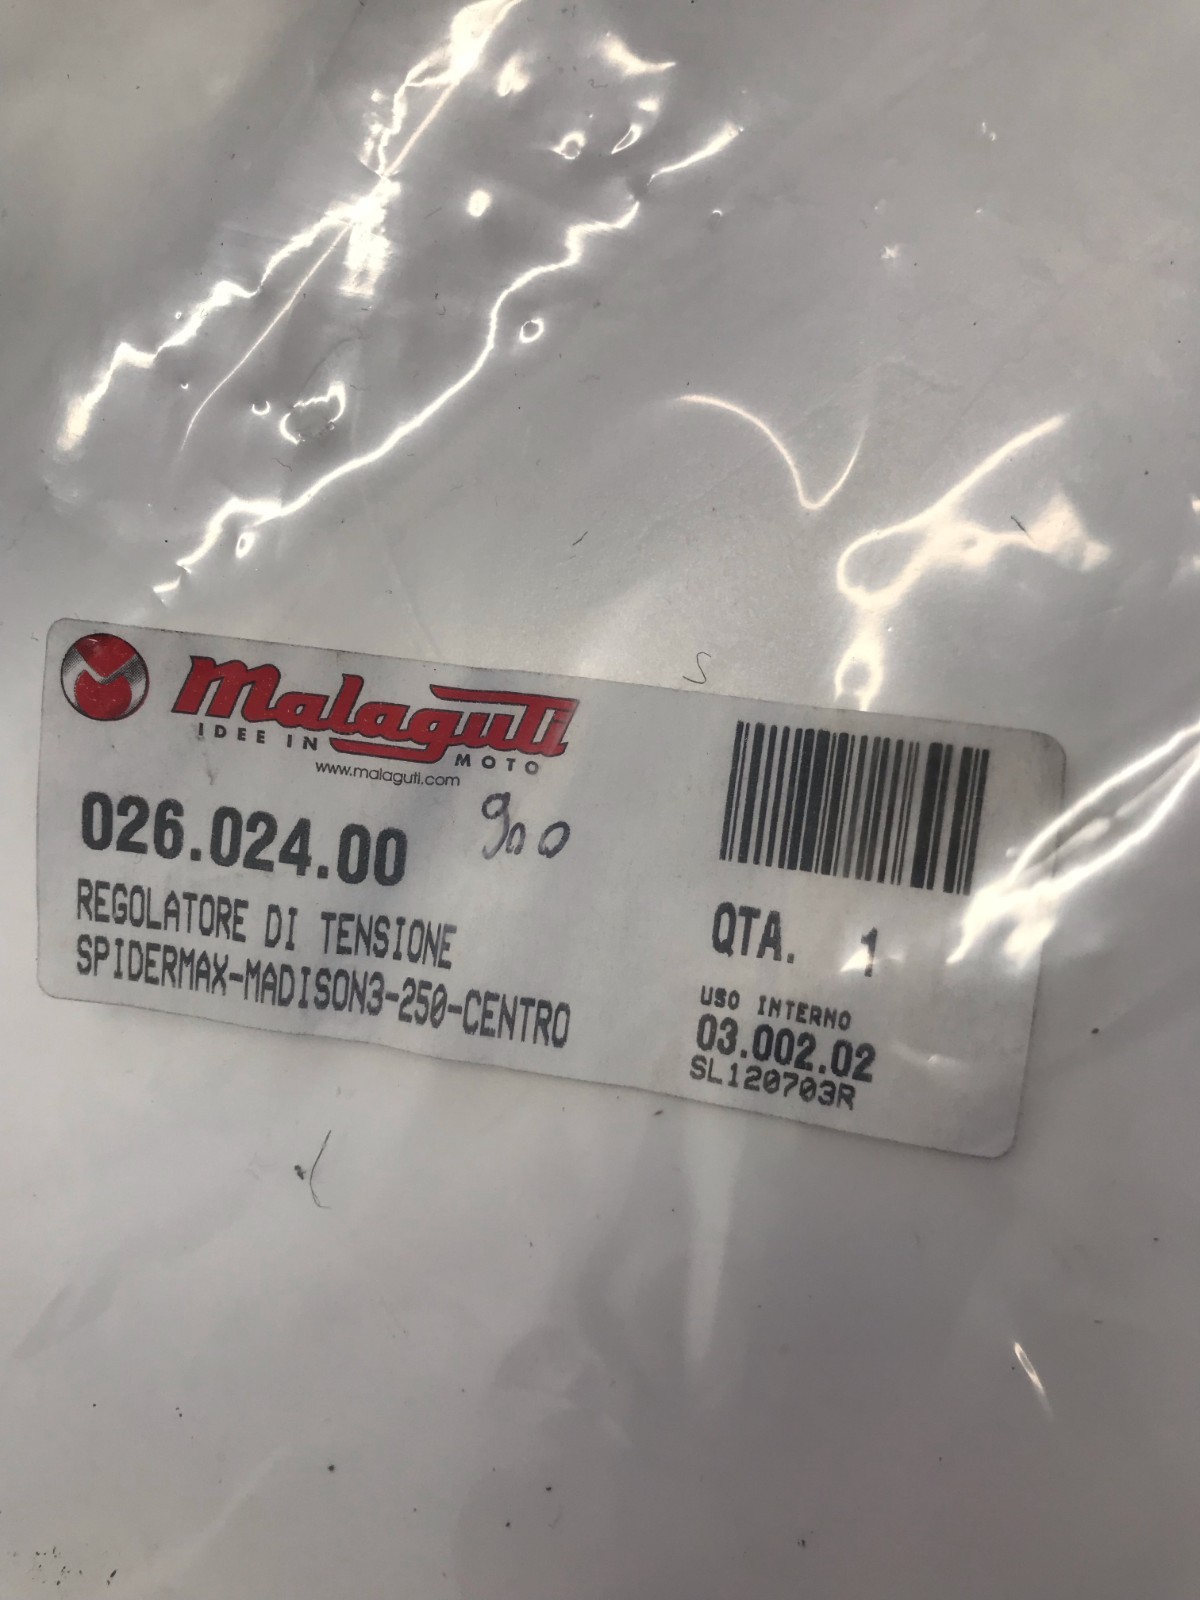 Malaguti
IDEE IN MOTO
www.malaguti.com
026.024.00
900
REGOLATORE DI TENSIONE
SPIDERMAX-MADISON3-250-CENTRO
QTA. 1
USO INTERNO
03.002.02
SL120703R